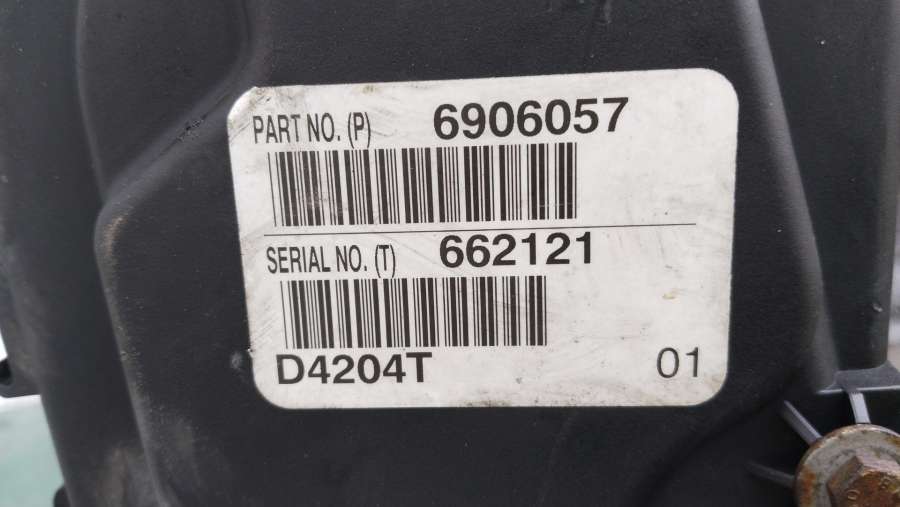 PART NO. (P) 6906057
SERIAL NO. (T) 662121
D4204T 01